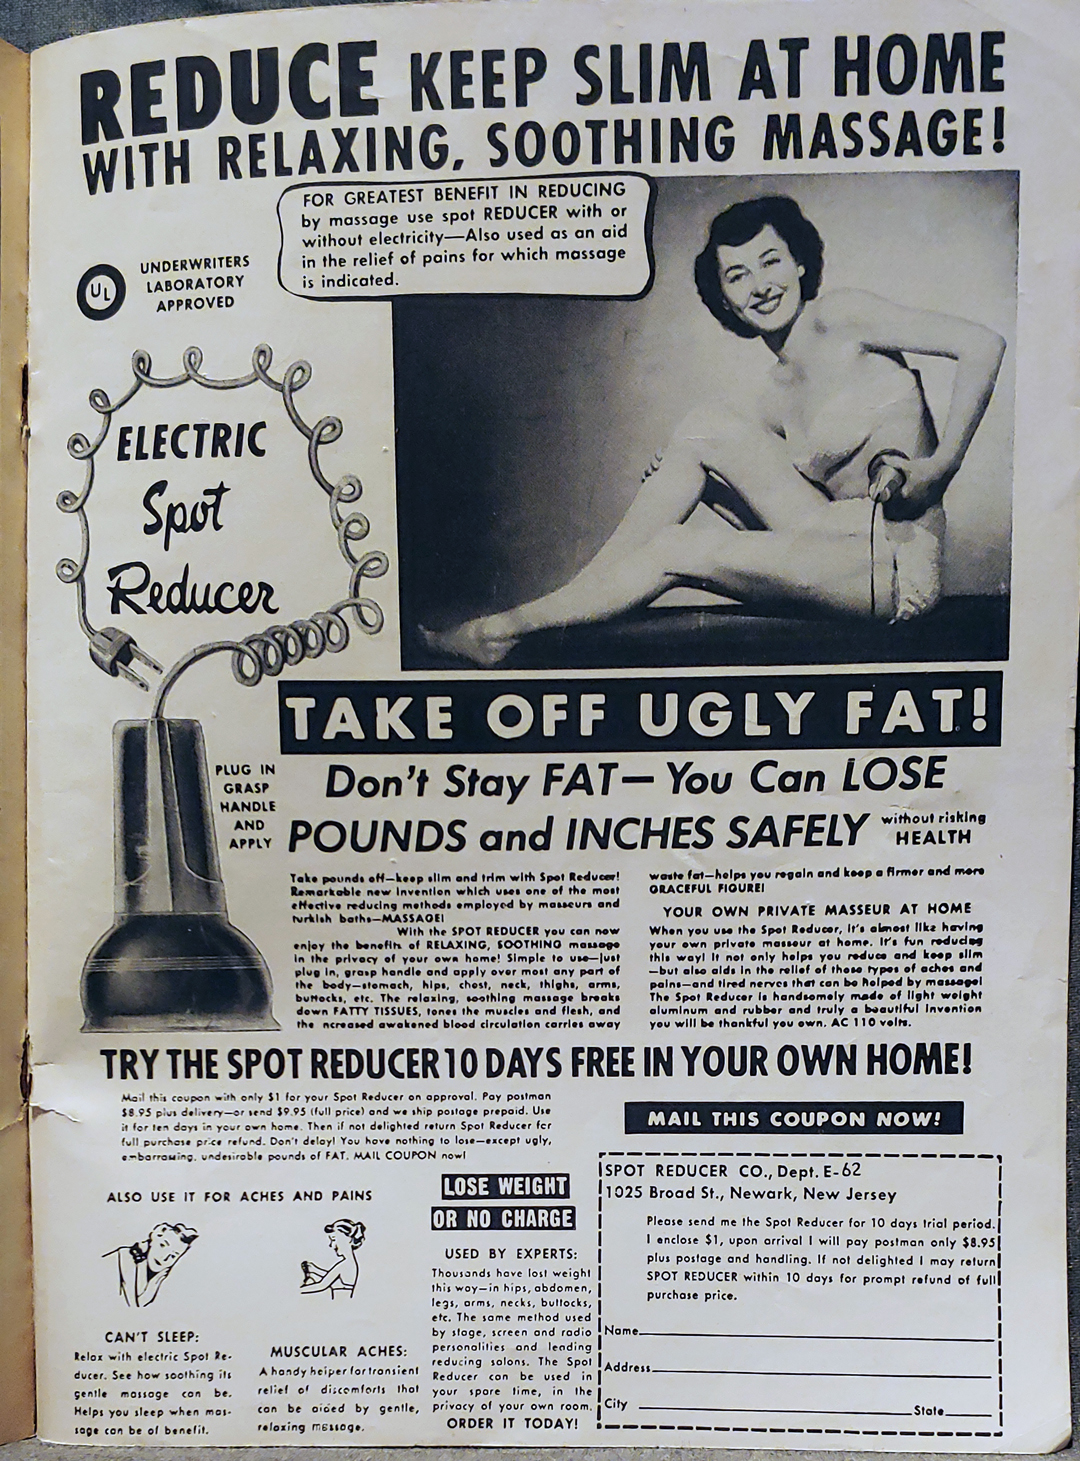 REDUCE KEEP SLIM AT HOME
WITH RELAXING, SOOTHING MASSAGE!
FOR GREATEST BENEFIT IN REDUCING
by massage use spot REDUCER with or
without electricity—Also used as an aid
in the relief of pains for which massage
is indicated.
UL
UNDERWRITERS
LABORATORY
APPROVED
ELECTRIC
Spot
Reducer
TAKE OFF UGLY FAT!
Don't Stay FAT— You Can LOSE
POUNDS and INCHES SAFELY without risking
HEALTH
PLUG IN
GRASP
HANDLE
AND
APPLY
Take pounds off—keep slim and trim with Spot Reducer!
Remarkable new invention which uses one of the most
effective reducing methods employed by masseurs and
turkish baths—MASSAGE!
With the SPOT REDUCER you can now
enjoy the benefits of RELAXING, SOOTHING massage
in the privacy of your own home! Simple to use—just
plug in, grasp handle and apply over most any part of
the body—stomach, hips, chest, neck, thighs, arms,
buttocks, etc. The relaxing, soothing massage breaks
down FATTY TISSUES, tones the muscles and flesh, and
the ncreased awakened blood circulation carries away
waste fat—helps you regain and keep a firmer and more
GRACEFUL FIGURE!
YOUR OWN PRIVATE MASSEUR AT HOME
When you use the Spot Reducer, it's almost like having
your own private masseur at home. It's fun reducing
this way! It not only helps you reduce and keep slim
—but also aids in the relief of those types of aches and
pains—and tired nerves that can be helped by massage!
The Spot Reducer is handsomely made of light weight
aluminum and rubber and truly a beautiful invention
you will be thankful you own. AC 110 volts.
TRY THE SPOT REDUCER 10 DAYS FREE IN YOUR OWN HOME!
Mail this coupon with only $1 for your Spot Reducer on approval. Pay postman
$8.95 plus delivery—or send $9.95 (full price) and we ship postage prepaid. Use
it for ten days in your own home. Then if not delighted return Spot Reducer for
full purchase price refund. Don't delay! You have nothing to lose—except ugly,
embarrassing, undesirable pounds of FAT. MAIL COUPON now!
ALSO USE IT FOR ACHES AND PAINS
CAN'T SLEEP:
Relax with electric Spot Re-
ducer. See how soothing its
gentle massage can be.
Helps you sleep when mas-
sage can be of benefit.
MUSCULAR ACHES:
A handy helper for transient
relief of discomforts that
can be aided by gentle,
relaxing massage.
LOSE WEIGHT
OR NO CHARGE
USED BY EXPERTS:
Thousands have lost weight
this way—in hips, abdomen,
legs, arms, necks, buttocks,
etc. The same method used
by stage, screen and radio
personalities and leading
reducing salons. The Spot
Reducer can be used in
your spare time, in the
privacy of your own room.
ORDER IT TODAY!
MAIL THIS COUPON NOW!
SPOT REDUCER CO., Dept. E-62
1025 Broad St., Newark, New Jersey
Please send me the Spot Reducer for 10 days trial period.
I enclose $1, upon arrival I will pay postman only $8.95
plus postage and handling. If not delighted I may return
SPOT REDUCER within 10 days for prompt refund of full
purchase price.
Name
Address
City State